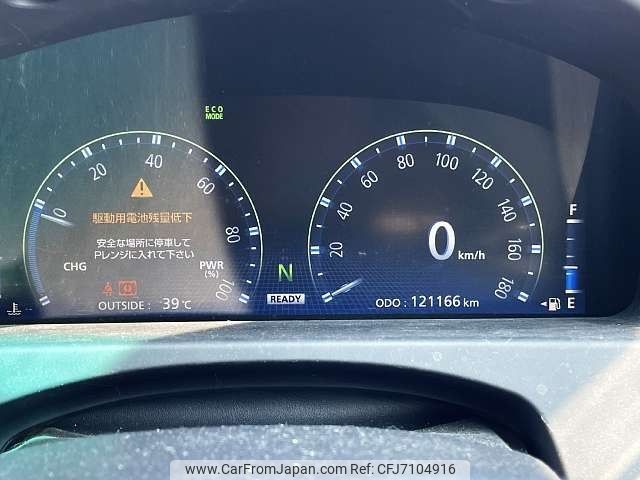 ECO
MODE
0
20
40
60
80
100
駆動用電池残量低下
安全な場所に停車して
Pレンジに入れて下さい
CHG
PWR
(%)
OUTSIDE : 39℃
N
READY
20
40
60
80
100
120
140
160
180
0 km/h
ODO : 121166 km
F
E
www.CarFromJapan.com | REF-CFJ7104916